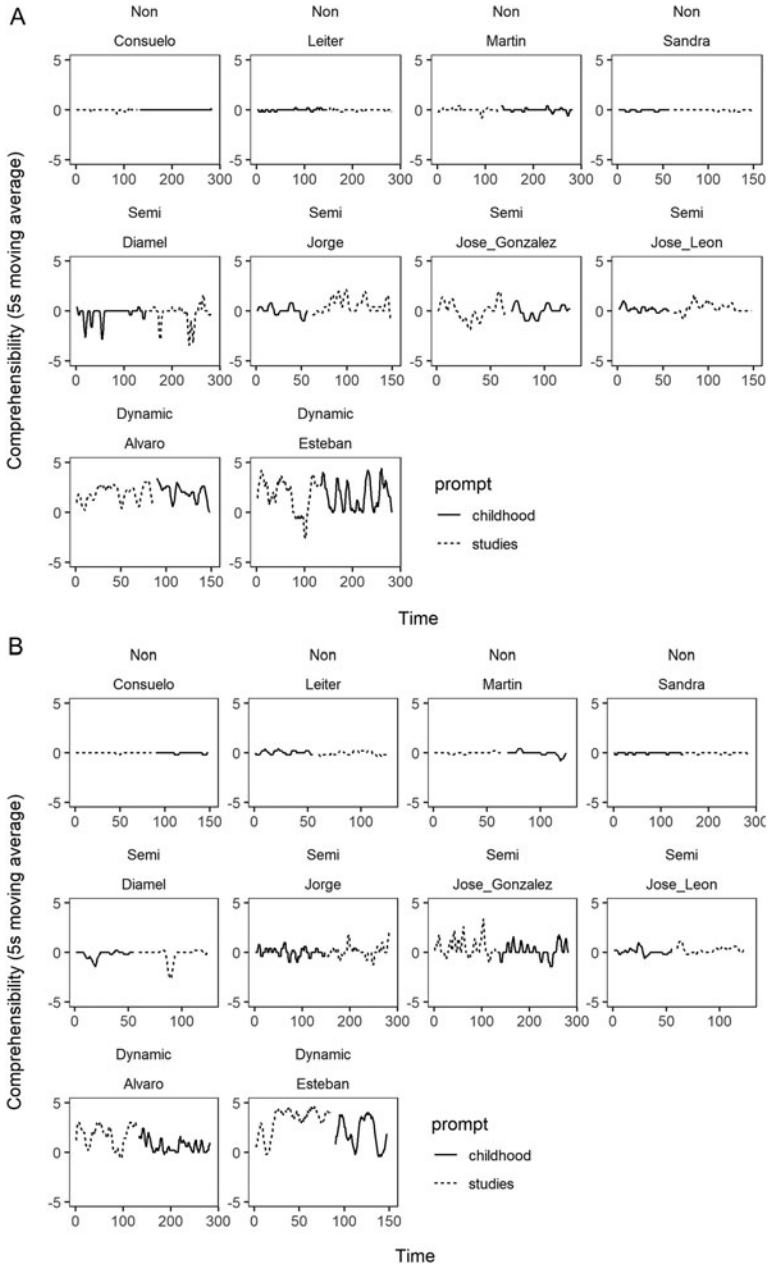 A
Non Non Non Non
Consuelo Leiter Martin Sandra
5 0 -5
0 100 200 300 0 100 200 300 0 100 200 300 0 50 100 150
Semi Semi Semi Semi
Diamel Jorge Jose_Gonzalez Jose_Leon
5 0 -5
0 100 200 300 0 50 100 150 0 50 100 0 50 100 150
Dynamic Dynamic
Alvaro Esteban
5 0 -5
0 50 100 150 0 100 200 300
Comprehensibility (5s moving average)
Time
prompt
childhood
studies
B
Non Non Non Non
Consuelo Leiter Martin Sandra
5 0 -5
0 50 100 150 0 50 100 0 50 100 0 100 200 300
Semi Semi Semi Semi
Diamel Jorge Jose_Gonzalez Jose_Leon
5 0 -5
0 50 100 0 100 200 300 0 100 200 300 0 50 100
Dynamic Dynamic
Alvaro Esteban
5 0 -5
0 100 200 300 0 50 100 150
Comprehensibility (5s moving average)
Time
prompt
childhood
studies